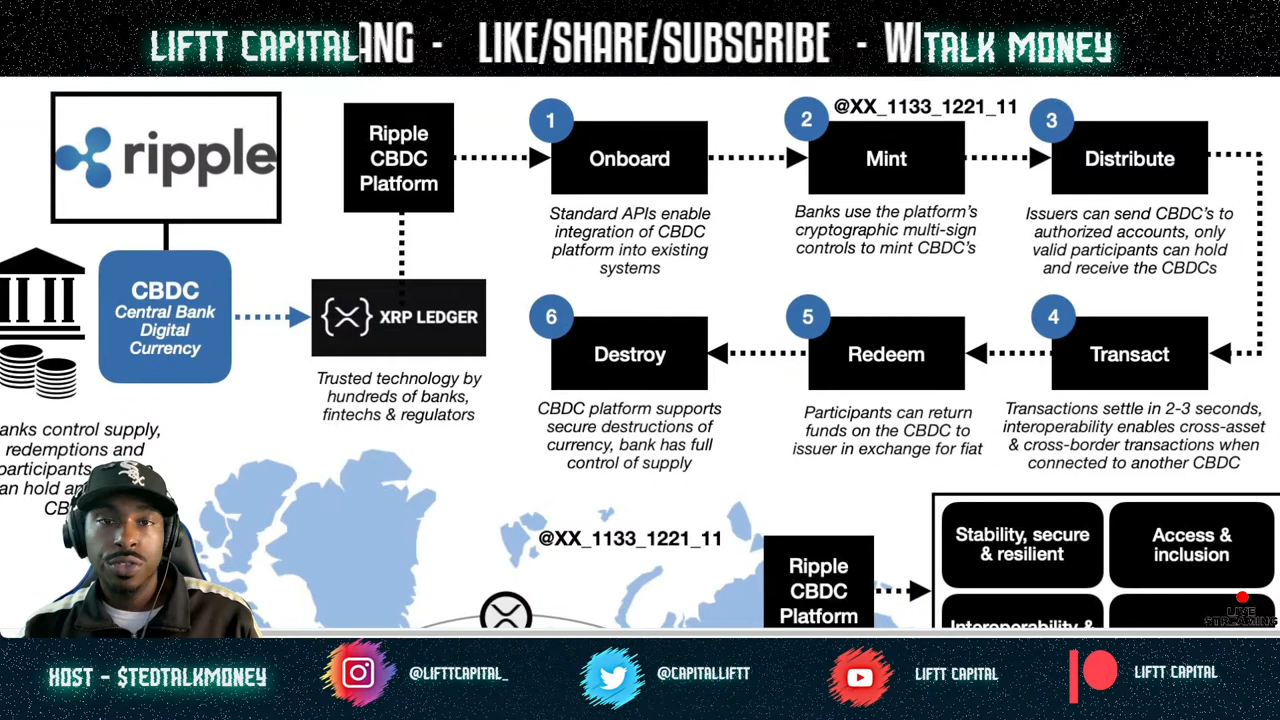 LIFTT CAPITAL
ANG - LIKE/SHARE/SUBSCRIBE -
TALK MONEY
ripple
Ripple
CBDC
Platform
1
Onboard
Standard APIs enable
integration of CBDC
platform into existing
systems
2
@XX_1133_1221_11
Mint
Banks use the platform's
cryptographic multi-sign
controls to mint CBDC's
3
Distribute
Issuers can send CBDC's to
authorized accounts, only
valid participants can hold
and receive the CBDCs
CBDC
Central Bank
Digital
Currency
XRP LEDGER
Trusted technology by
hundreds of banks,
fintechs & regulators
6
Destroy
CBDC platform supports
secure destructions of
currency, bank has full
control of supply
5
Redeem
Participants can return
funds on the CBDC to
issuer in exchange for fiat
4
Transact
Transactions settle in 2-3 seconds,
interoperability enables cross-asset
& cross-border transactions when
connected to another CBDC
anks control supply,
redemptions and
participants
an hold an
CB
@XX_1133_1221_11
Ripple
CBDC
Platform
Stability, secure
& resilient
Access &
inclusion
Interoperability &
LIVE
STREAMING
HOST - $TEDTALKMONEY
@LIFTTCAPITAL_
@CAPITALLIFTT
LIFTT CAPITAL
LIFTT CAPITAL